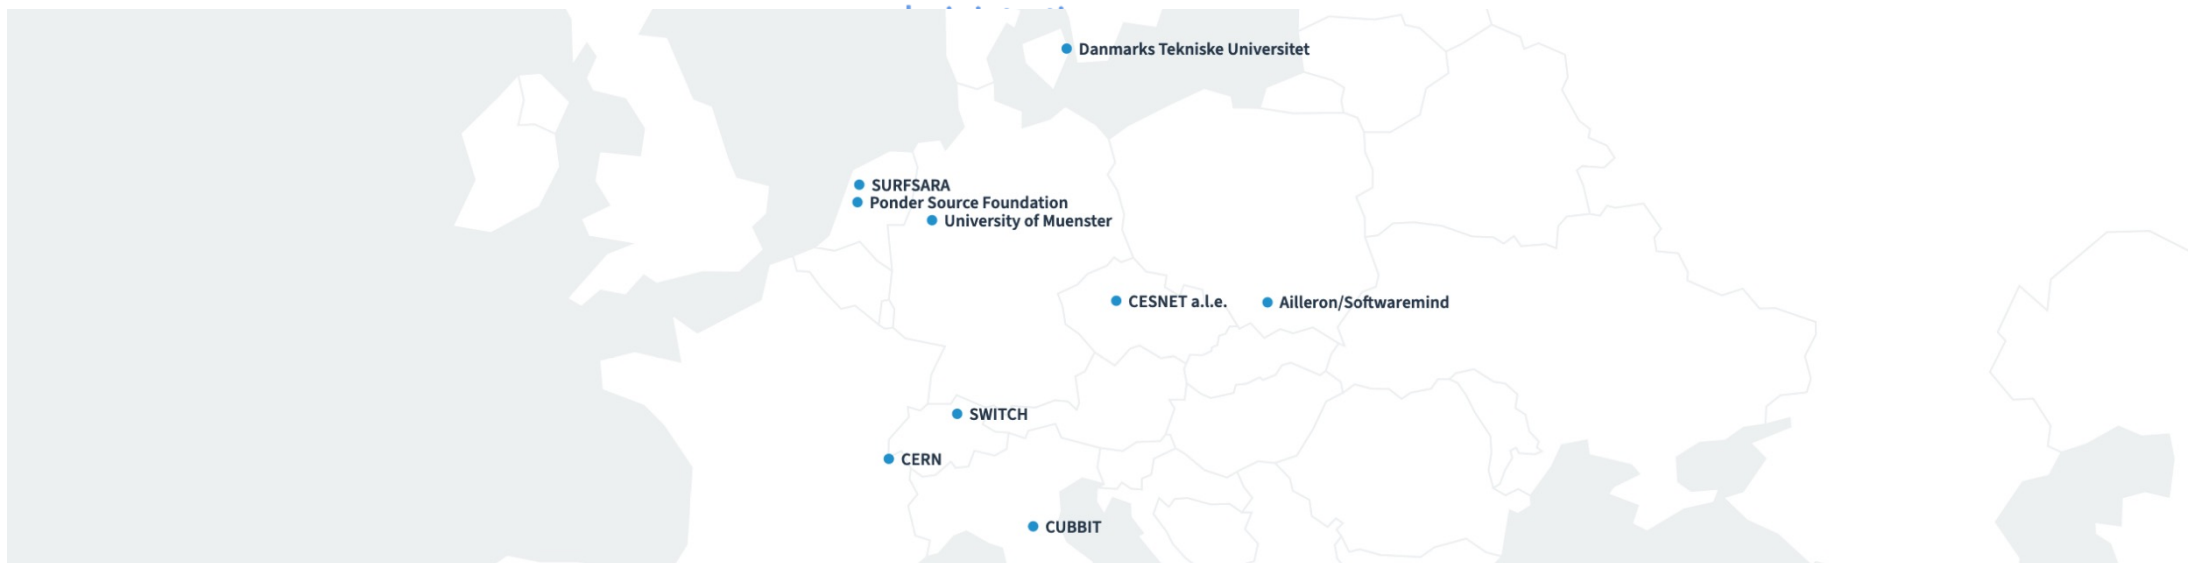 Danmarks Tekniske Universitet
SURFSARA
Ponder Source Foundation
University of Muenster
CESNET a.l.e.
Ailleron/Softwaremind
SWITCH
CERN
CUBBIT